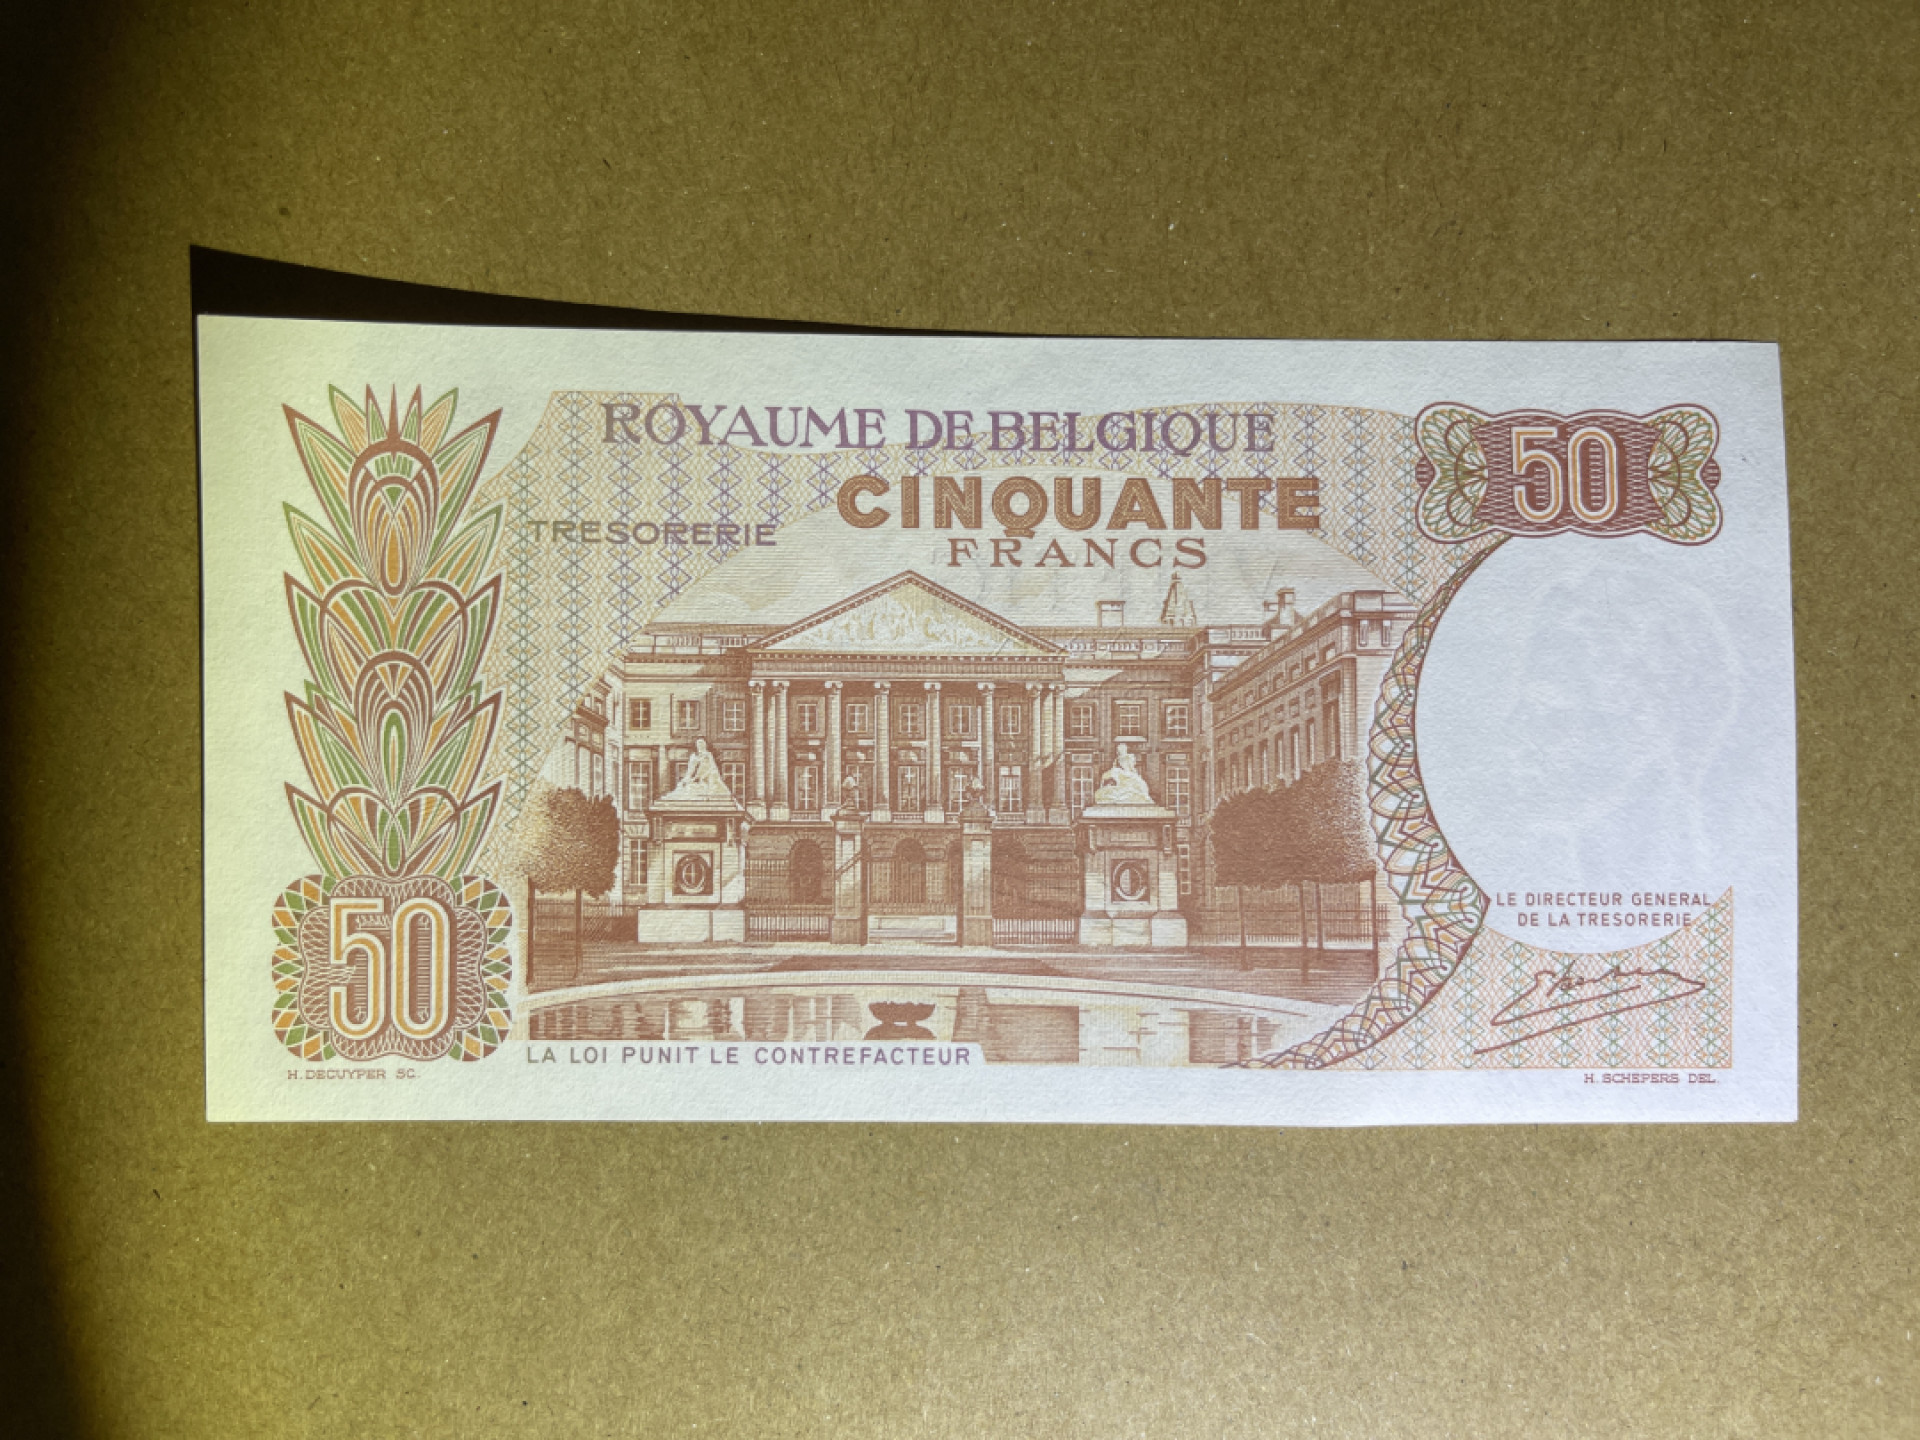 ROYAUME DE BELGIQUE
50
CINQUANTE
TRESORERIE
FRANCS
LE DIRECTEUR GENERAL
DE LA TRESORERIE
50
LA LOI PUNIT LE CONTREFACTEUR
H. DECUYPER SC.
H. SCHEPERS DEL.